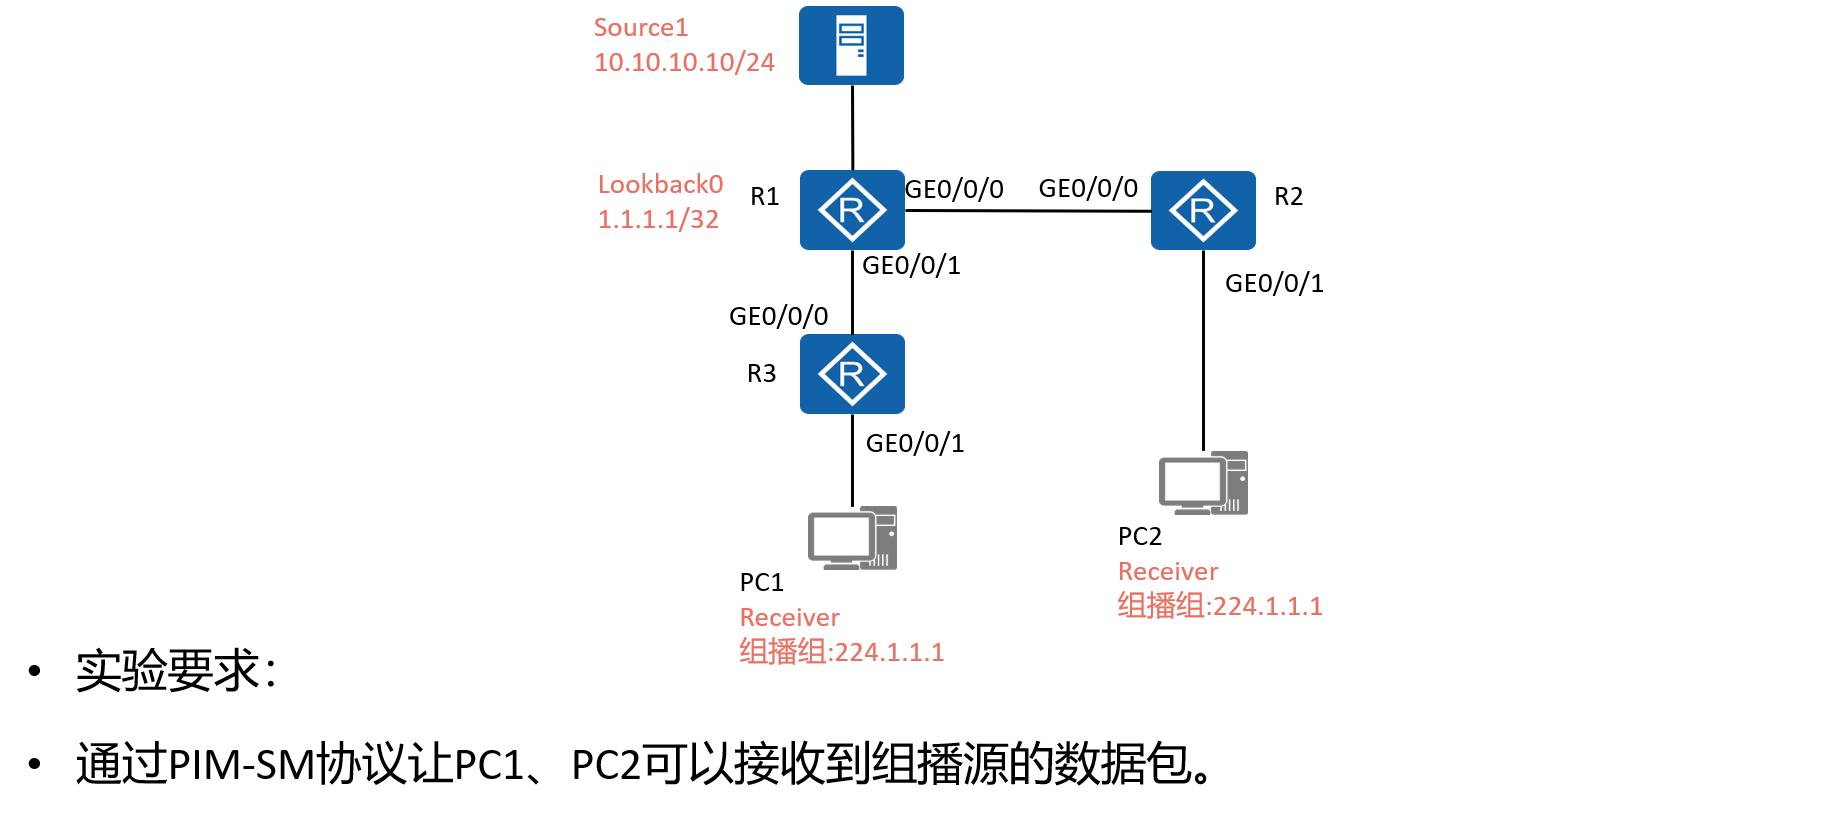 Source1
10.10.10.10/24
Lookback0
1.1.1.1/32
R1
GE0/0/0
GE0/0/0
R2
GE0/0/1
GE0/0/1
GE0/0/0
R3
GE0/0/1
PC1
Receiver
组播组:224.1.1.1
PC2
Receiver
组播组:224.1.1.1
• 实验要求：
• 通过PIM-SM协议让PC1、PC2可以接收到组播源的数据包。
R
R
R